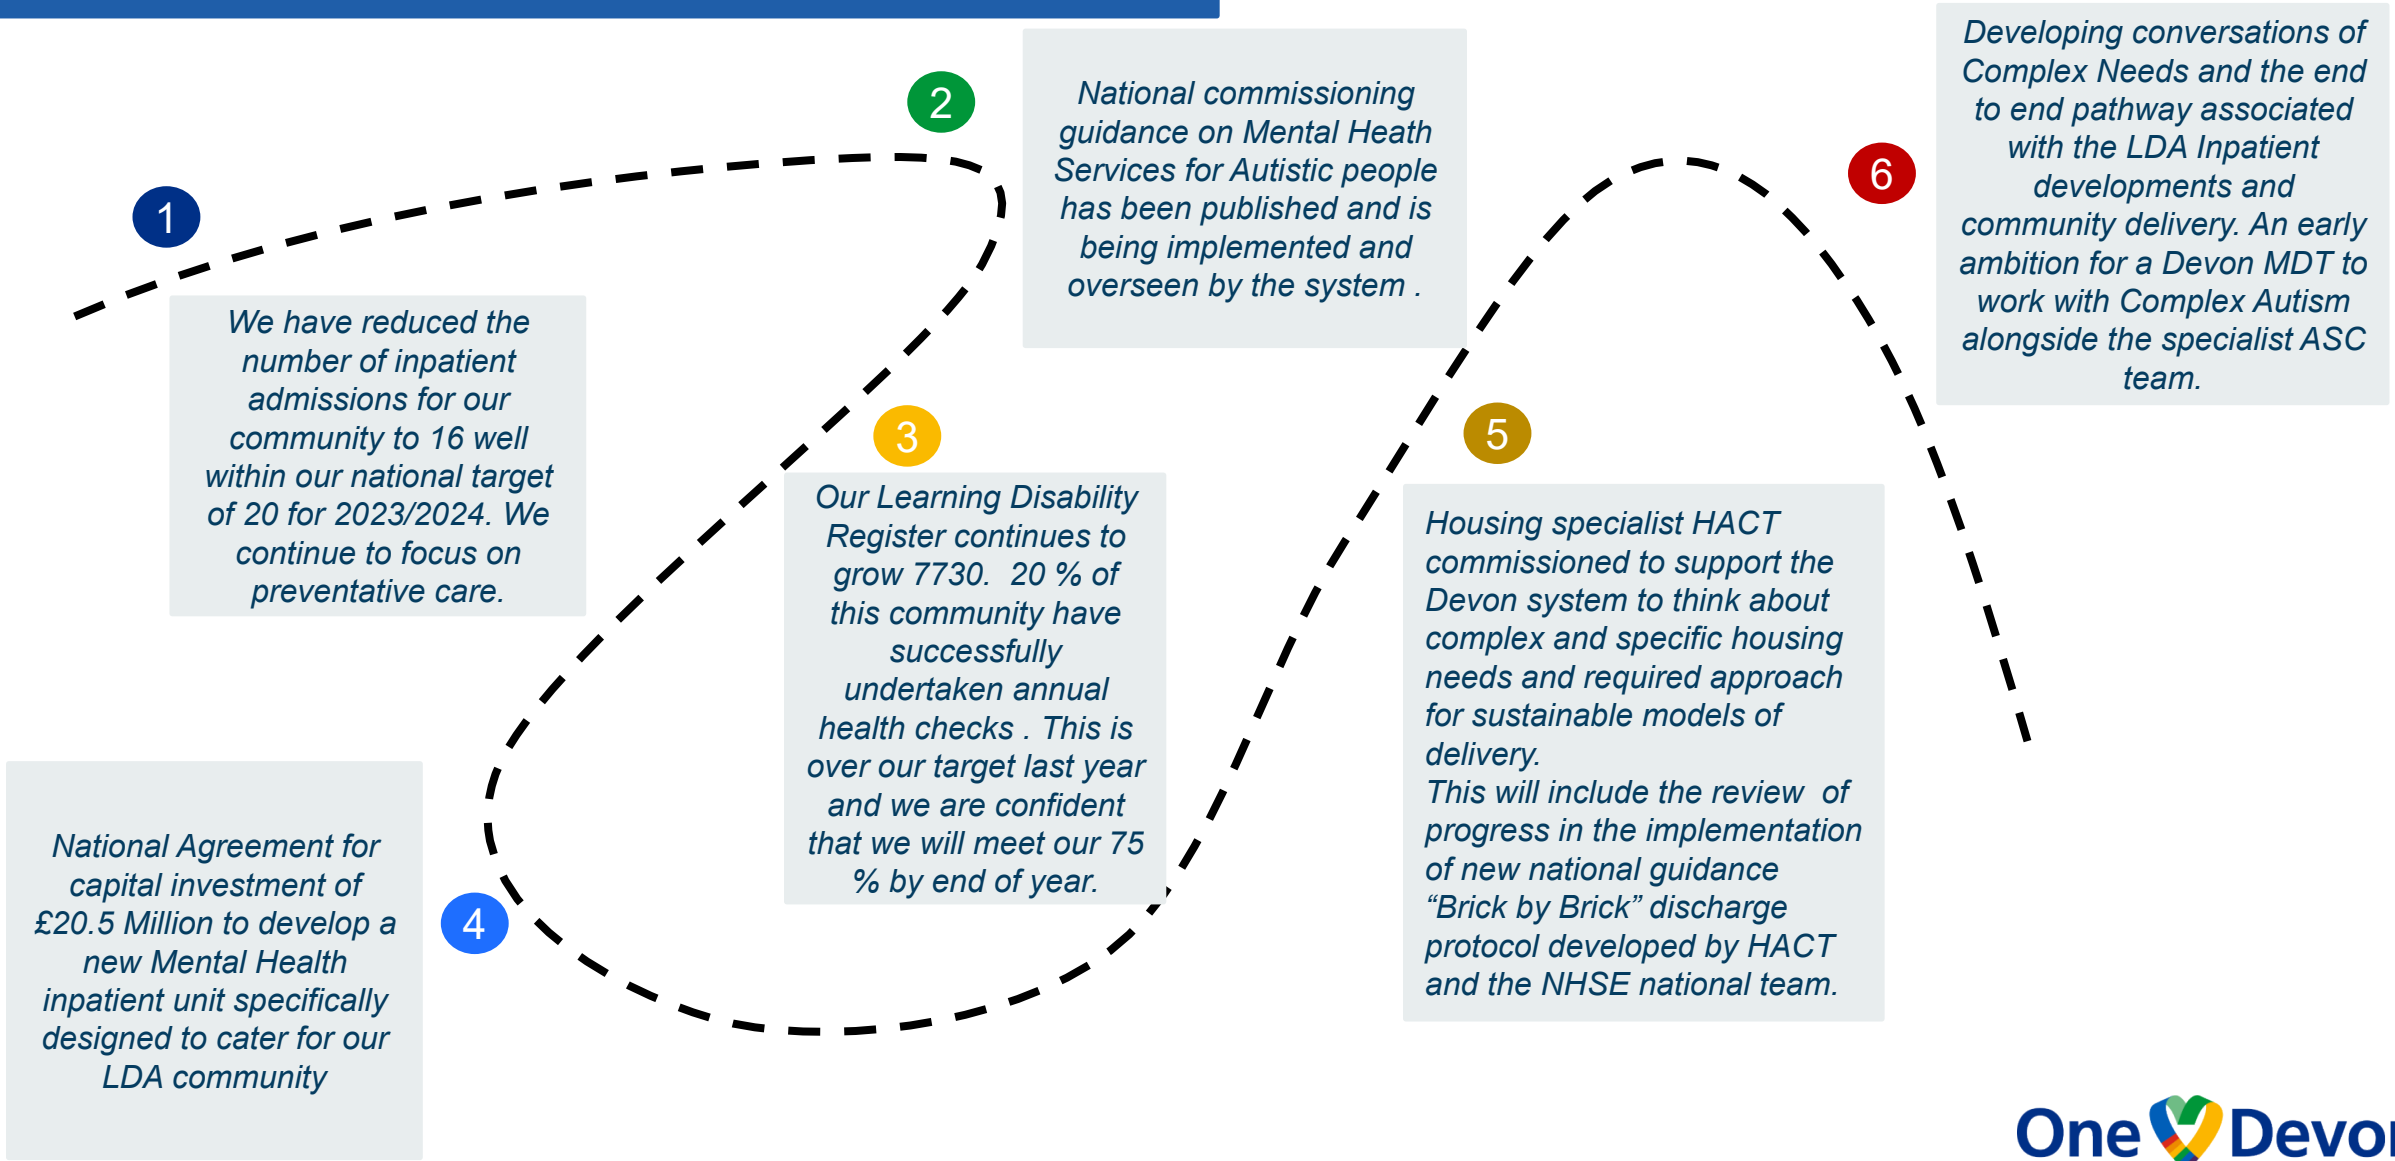 1
We have reduced the
number of inpatient
admissions for our
community to 16 well
within our national target
of 20 for 2023/2024. We
continue to focus on
preventative care.
2
National commissioning
guidance on Mental Heath
Services for Autistic people
has been published and is
being implemented and
overseen by the system .
3
Our Learning Disability
Register continues to
grow 7730.  20 % of
this community have
successfully
undertaken annual
health checks . This is
over our target last year
and we are confident
that we will meet our 75
% by end of year.
4
National Agreement for
capital investment of
£20.5 Million to develop a
new Mental Health
inpatient unit specifically
designed to cater for our
LDA community
5
Housing specialist HACT
commissioned to support the
Devon system to think about
complex and specific housing
needs and required approach
for sustainable models of
delivery.
This will include the review  of
progress in the implementation
of new national guidance
“Brick by Brick” discharge
protocol developed by HACT
and the NHSE national team.
6
Developing conversations of
Complex Needs and the end
to end pathway associated
with the LDA Inpatient
developments and
community delivery. An early
ambition for a Devon MDT to
work with Complex Autism
alongside the specialist ASC
team.
One Devon